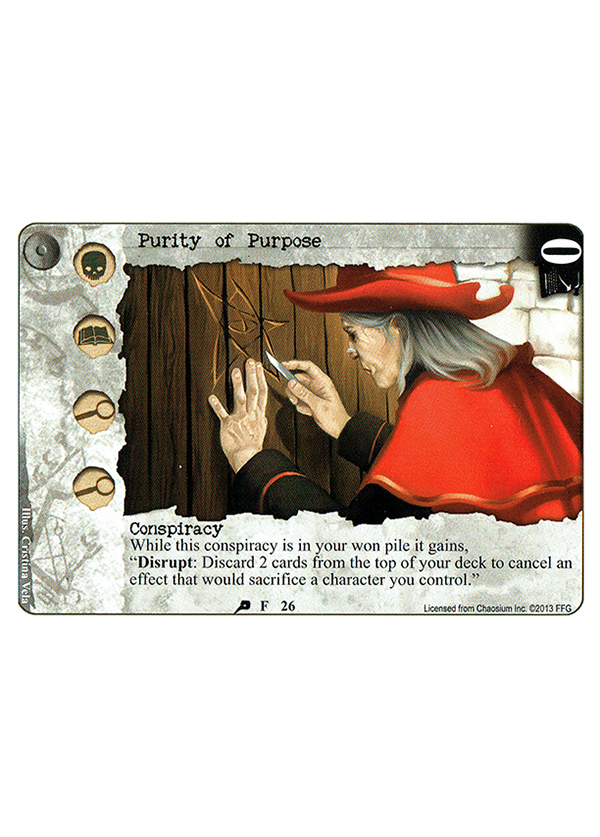 Purity of Purpose
0
Conspiracy
While this conspiracy is in your won pile it gains,
“Disrupt: Discard 2 cards from the top of your deck to cancel an
effect that would sacrifice a character you control.”
F 26
Licensed from Chaosium Inc. ©2013 FFG
Illus. Cristina Vela